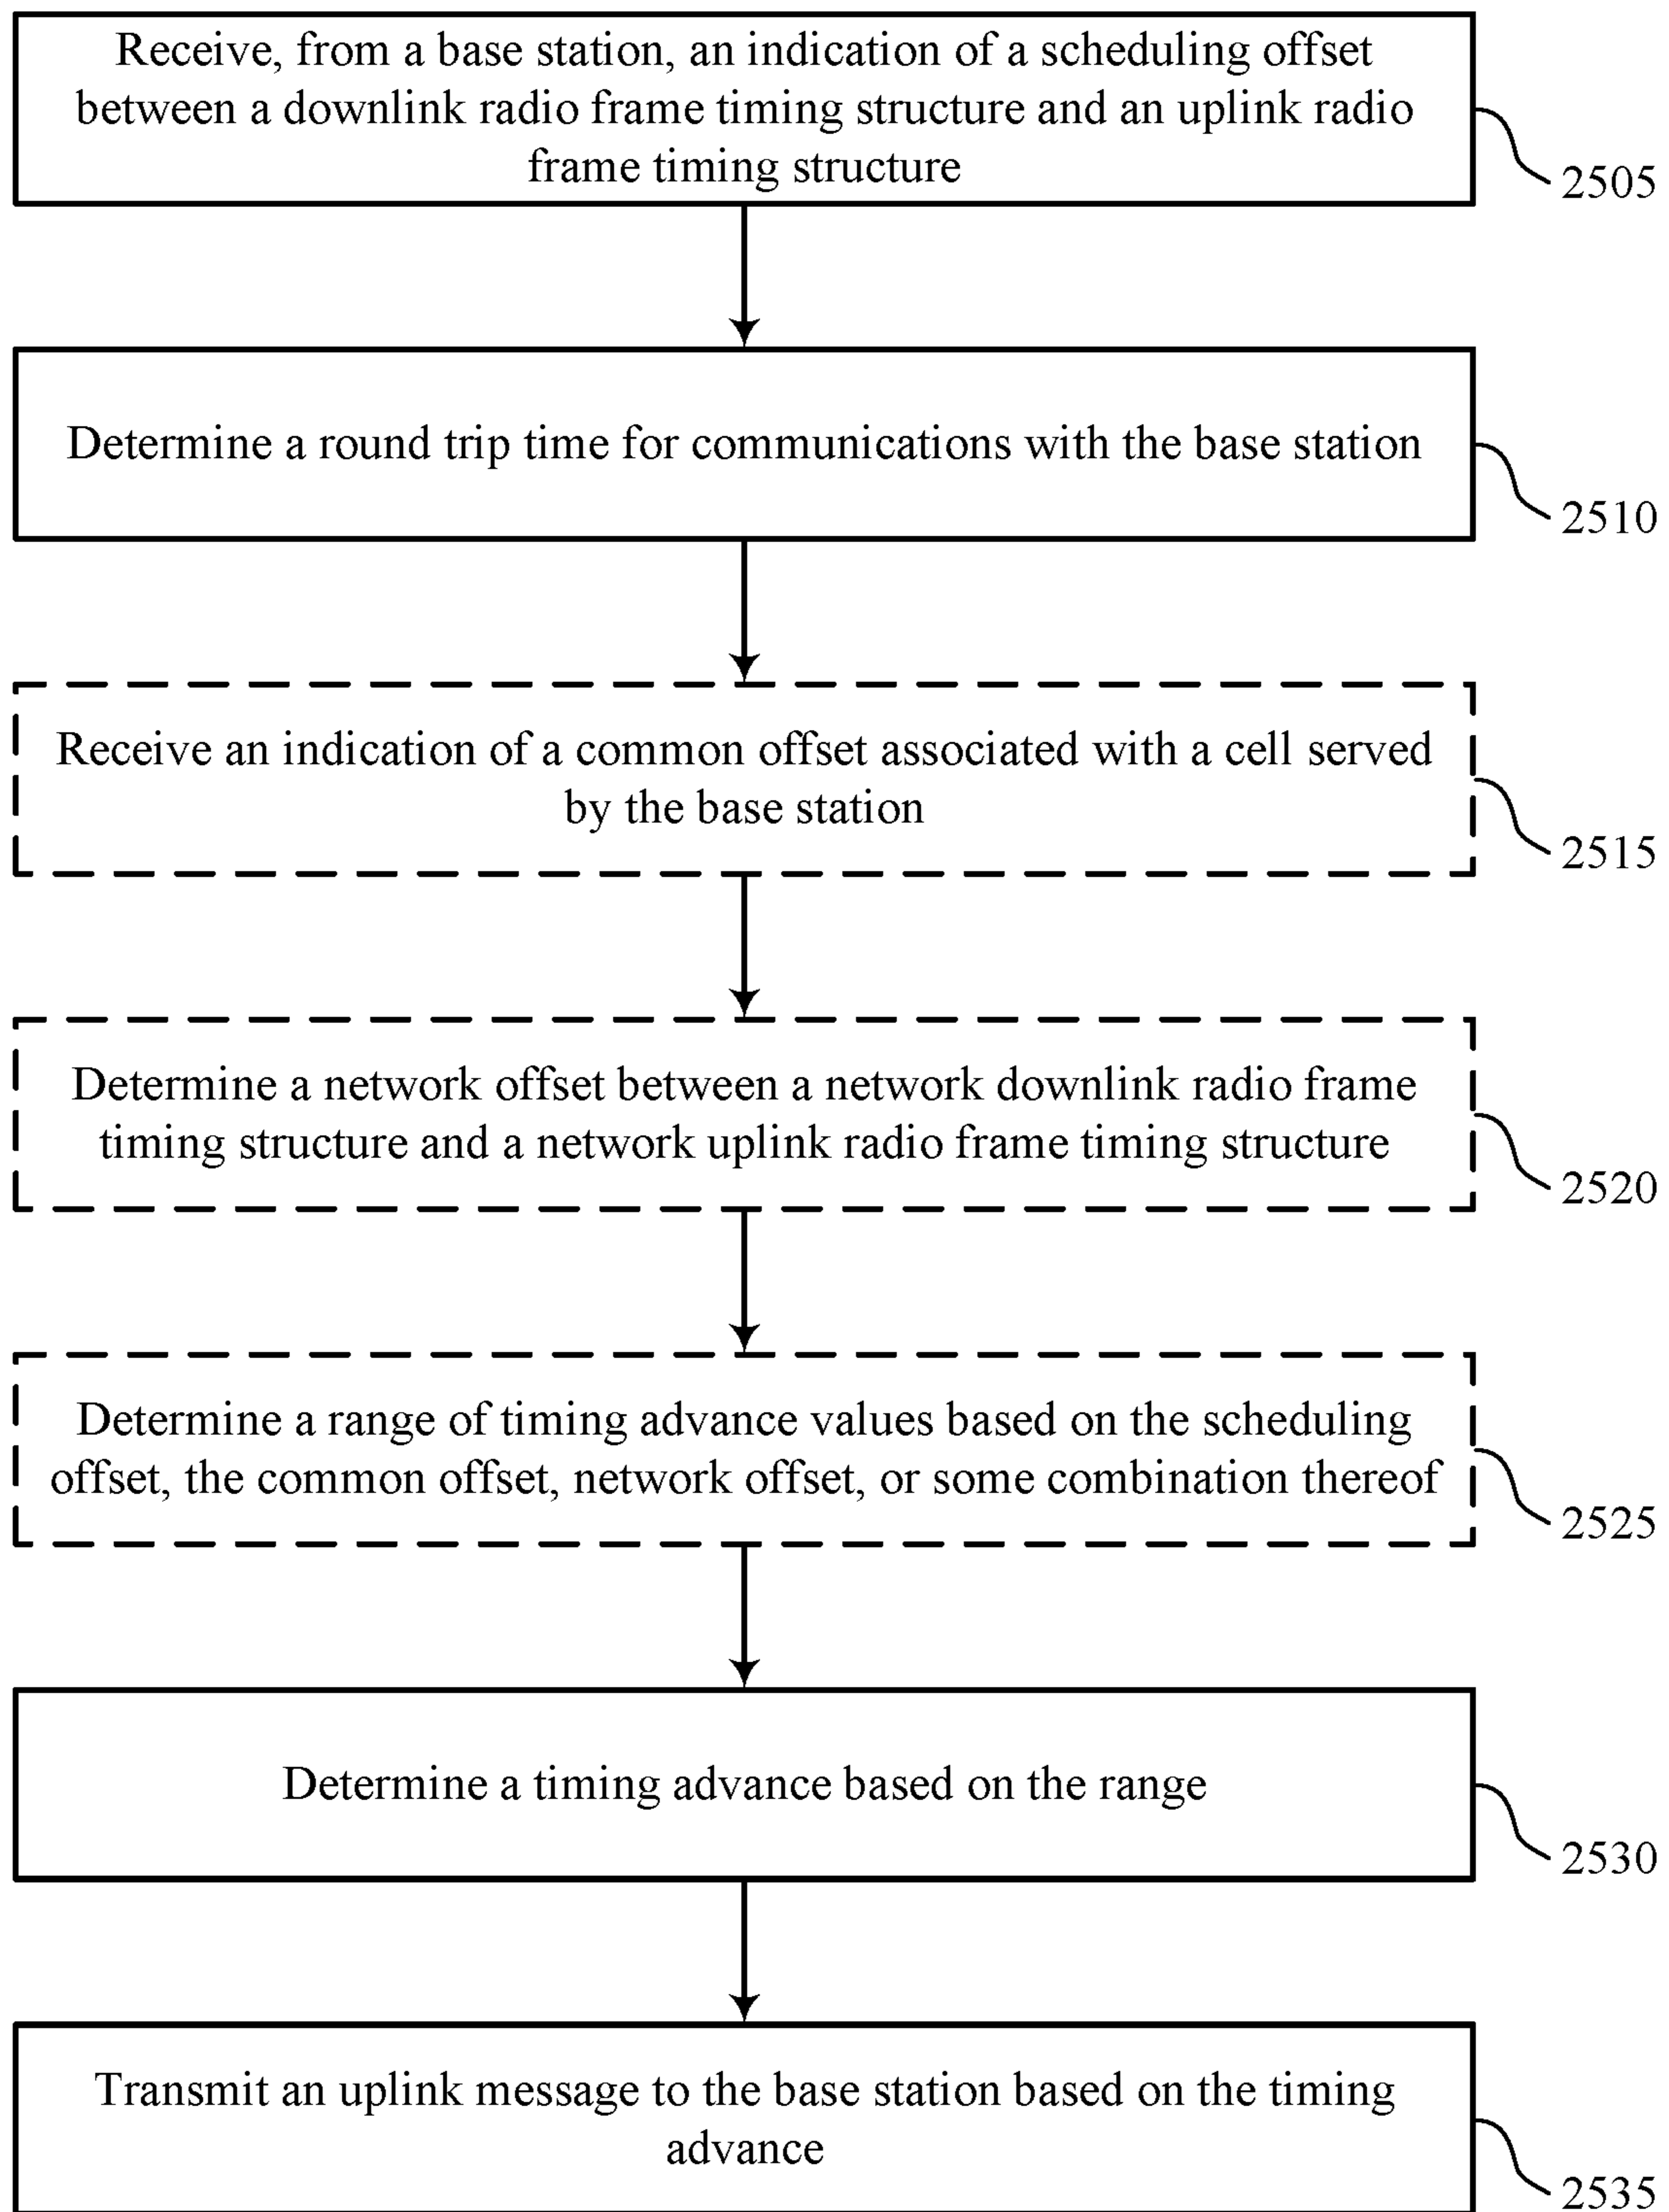 Receive, from a base station, an indication of a scheduling offset
between a downlink radio frame timing structure and an uplink radio
frame timing structure
2505
Determine a round trip time for communications with the base station
2510
Receive an indication of a common offset associated with a cell served
by the base station
2515
Determine a network offset between a network downlink radio frame
timing structure and a network uplink radio frame timing structure
2520
Determine a range of timing advance values based on the scheduling
offset, the common offset, network offset, or some combination thereof
2525
Determine a timing advance based on the range
2530
Transmit an uplink message to the base station based on the timing
advance
2535